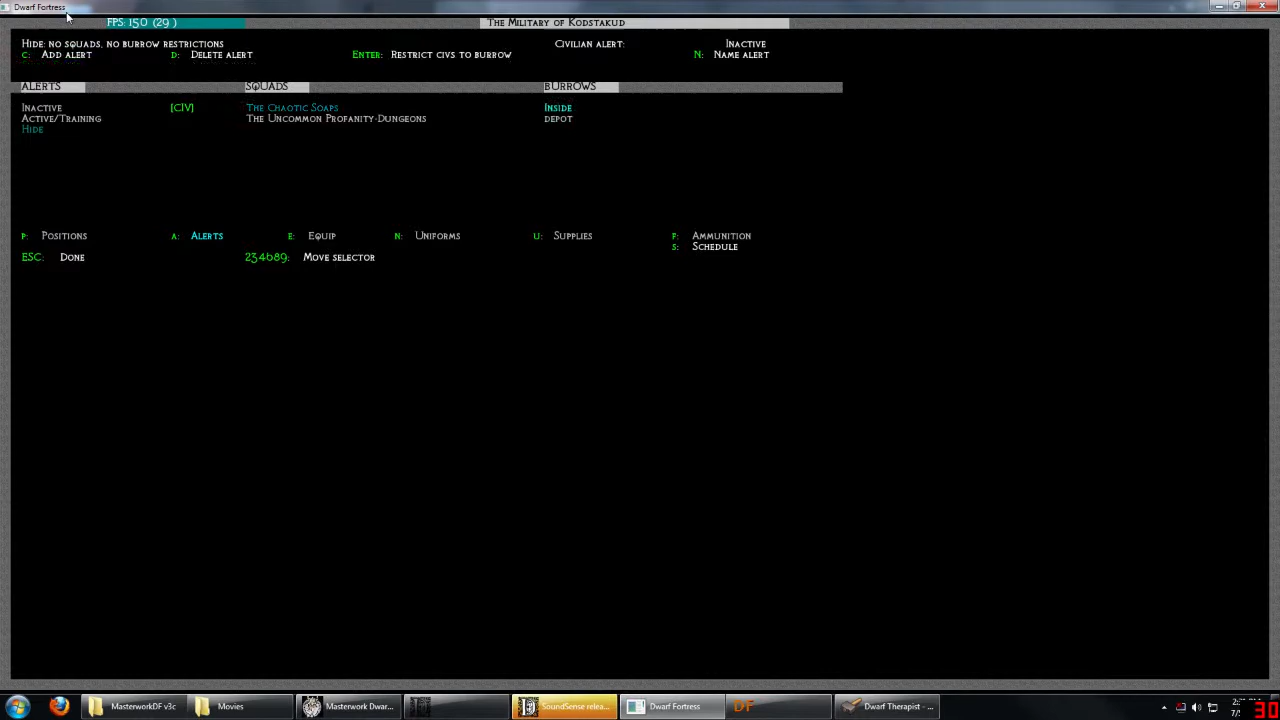 Dwarf Fortress
FPS: 150 (29 )
The Military of Kodstakud
Hide: no squads, no burrow restrictions
Civilian alert:
Inactive
c: Add alert
d: Delete alert
Enter: Restrict civs to burrow
N: Name alert
Alerts
Squads
Burrows
Inactive [CIV]
The Chaotic Soaps
Inside
Active/Training
The Uncommon Profanity-Dungeons
depot
Hide
p: Positions
a: Alerts
e: Equip
n: Uniforms
u: Supplies
f: Ammunition
s: Schedule
ESC: Done
234689: Move selector
MasterworkDF v3c
Movies
Masterwork Dwar...
SoundSense relea...
Dwarf Fortress
DF
Dwarf Therapist - ...
30